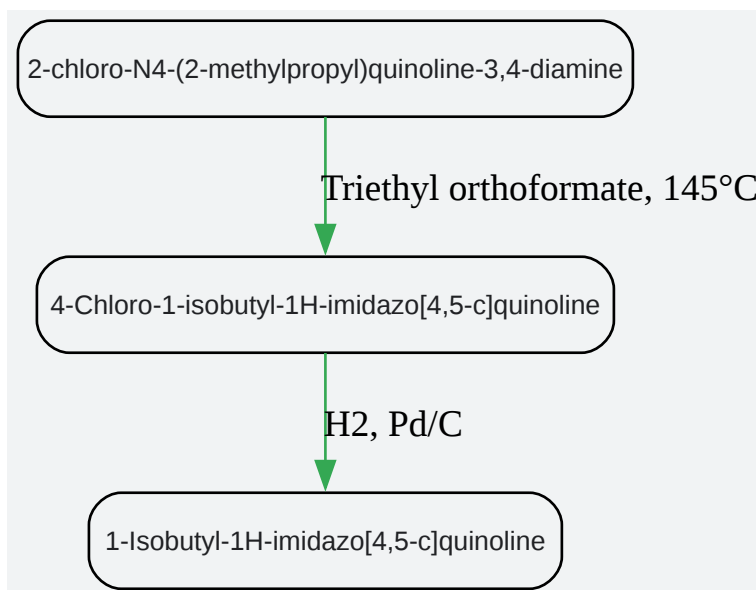 2-chloro-N4-(2-methylpropyl)quinoline-3,4-diamine
Triethyl orthoformate, 145°C
4-Chloro-1-isobutyl-1H-imidazo[4,5-c]quinoline
H2, Pd/C
1-Isobutyl-1H-imidazo[4,5-c]quinoline